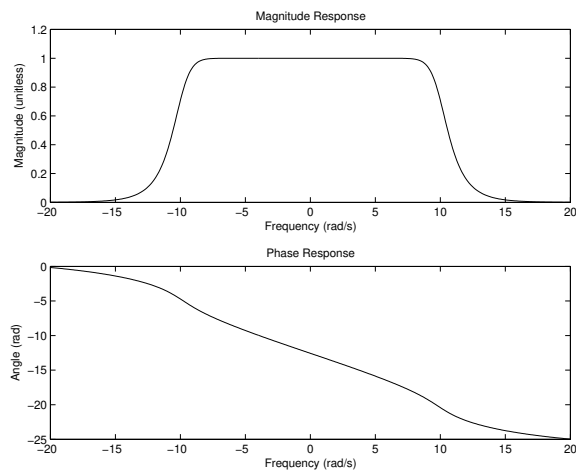 Magnitude Response
1.2
1
0.8
0.6
0.4
0.2
0
Magnitude (unitless)
−20 −15 −10 −5 0 5 10 15 20
Frequency (rad/s)
Phase Response
0
−5
−10
−15
−20
−25
Angle (rad)
−20 −15 −10 −5 0 5 10 15 20
Frequency (rad/s)